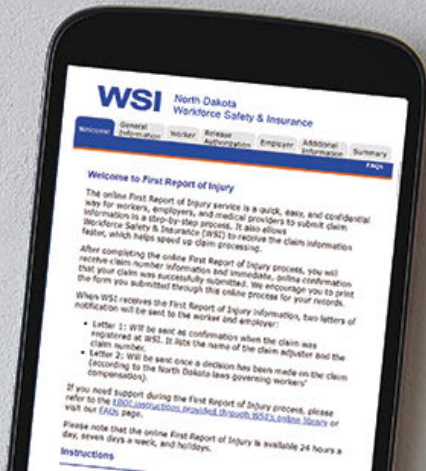 WSI North Dakota
Workforce Safety & Insurance
Welcome General Information Worker Release Authorization Employer Additional Information Summary
FAQs
Welcome to First Report of Injury
The online First Report of Injury service is a quick, easy, and confidential
way for workers, employers, and medical providers to submit claim
information is a step-by-step process. It also allows
Workforce Safety & Insurance (WSI) to receive the claim information
faster, which helps speed up claim processing.
After completing the online First Report of Injury process, you will
receive claim number information and immediate, online confirmation
that your claim was successfully submitted. We encourage you to print
the form you submitted through this online process for your records.
When WSI receives the First Report of Injury information, two letters of
notification will be sent to the worker and employer:
• Letter 1: Will be sent as confirmation when the claim was
registered at WSI. It lists the name of the claim adjuster and the
claim number.
• Letter 2: Will be sent once a decision has been made on the claim
(according to the North Dakota laws governing workers'
compensation).
If you need support during the First Report of Injury process, please
refer to the FROI instructions provided through WSI's online library or
visit our FAQs page.
Please note that the online First Report of Injury is available 24 hours a
day, seven days a week, and holidays.
Instructions